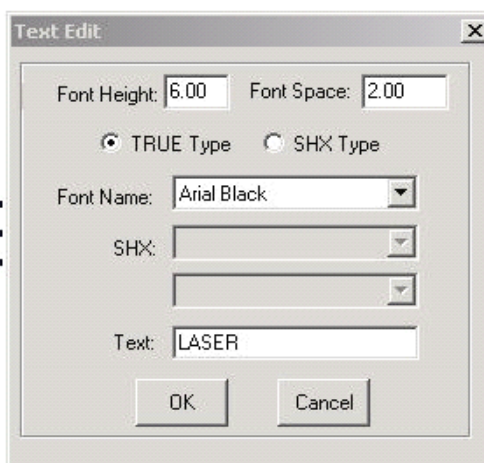 Text Edit
Font Height: 6.00 Font Space: 2.00
TRUE Type SHX Type
Font Name: Arial Black
SHX:
Text: LASER
OK Cancel